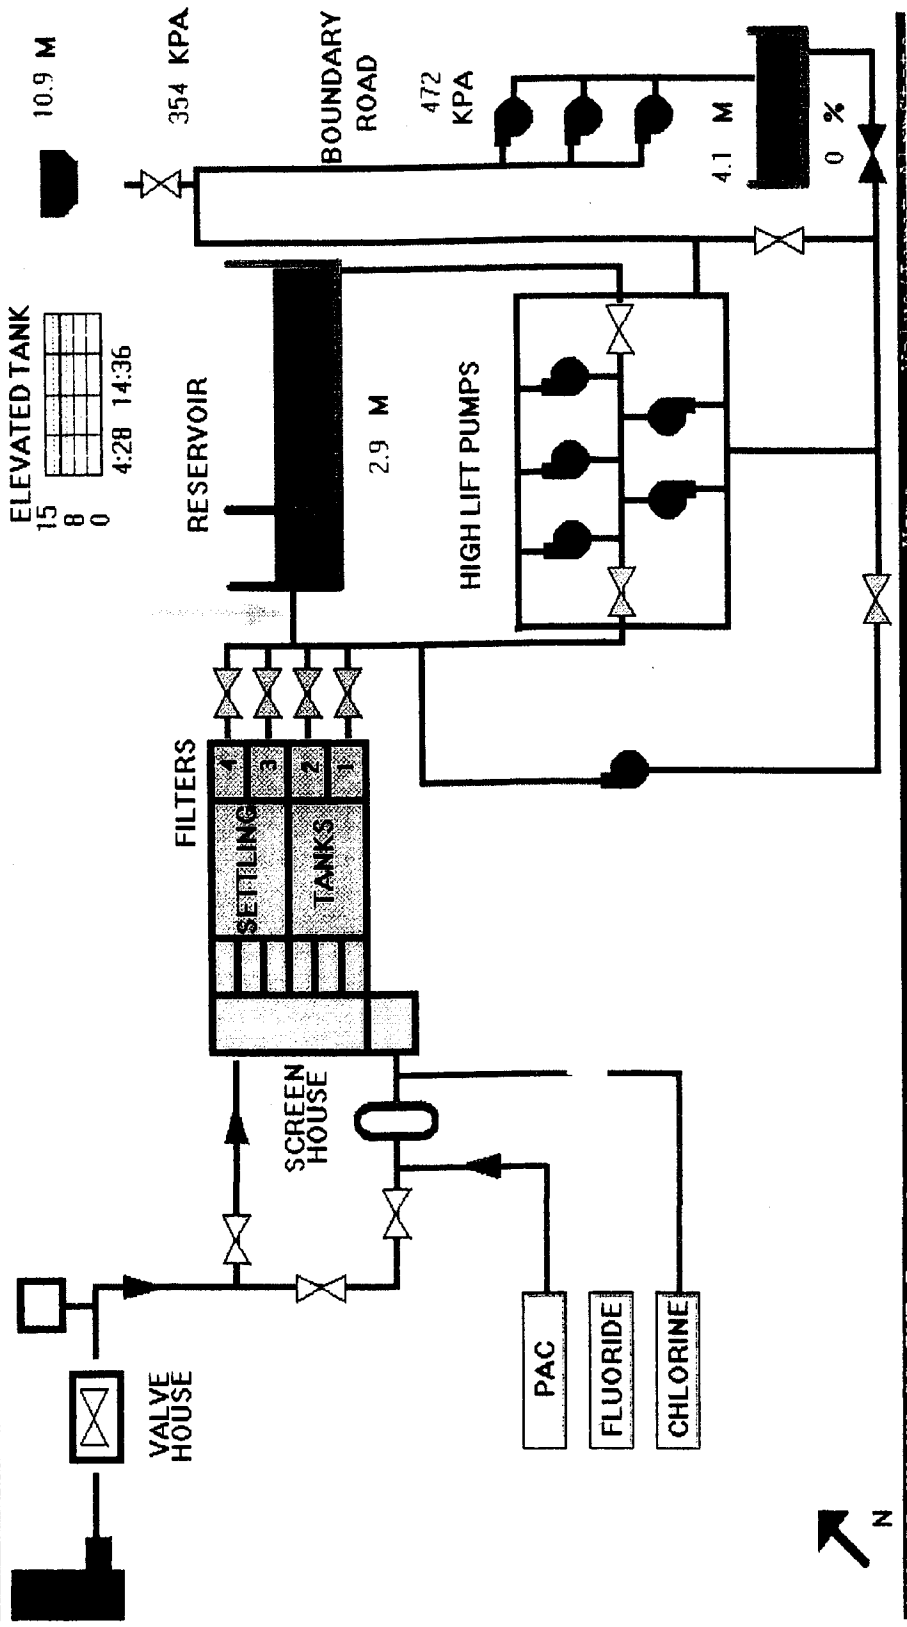 ELEVATED TANK
15
8
0
4:28 14:36
10.9 M
354 KPA
RESERVOIR
2.9 M
BOUNDARY
ROAD
472
KPA
HIGH LIFT PUMPS
4.1 M
0 %
FILTERS
4
3
2
1
SETTLING
TANKS
SCREEN
HOUSE
VALVE
HOUSE
PAC
FLUORIDE
CHLORINE
N